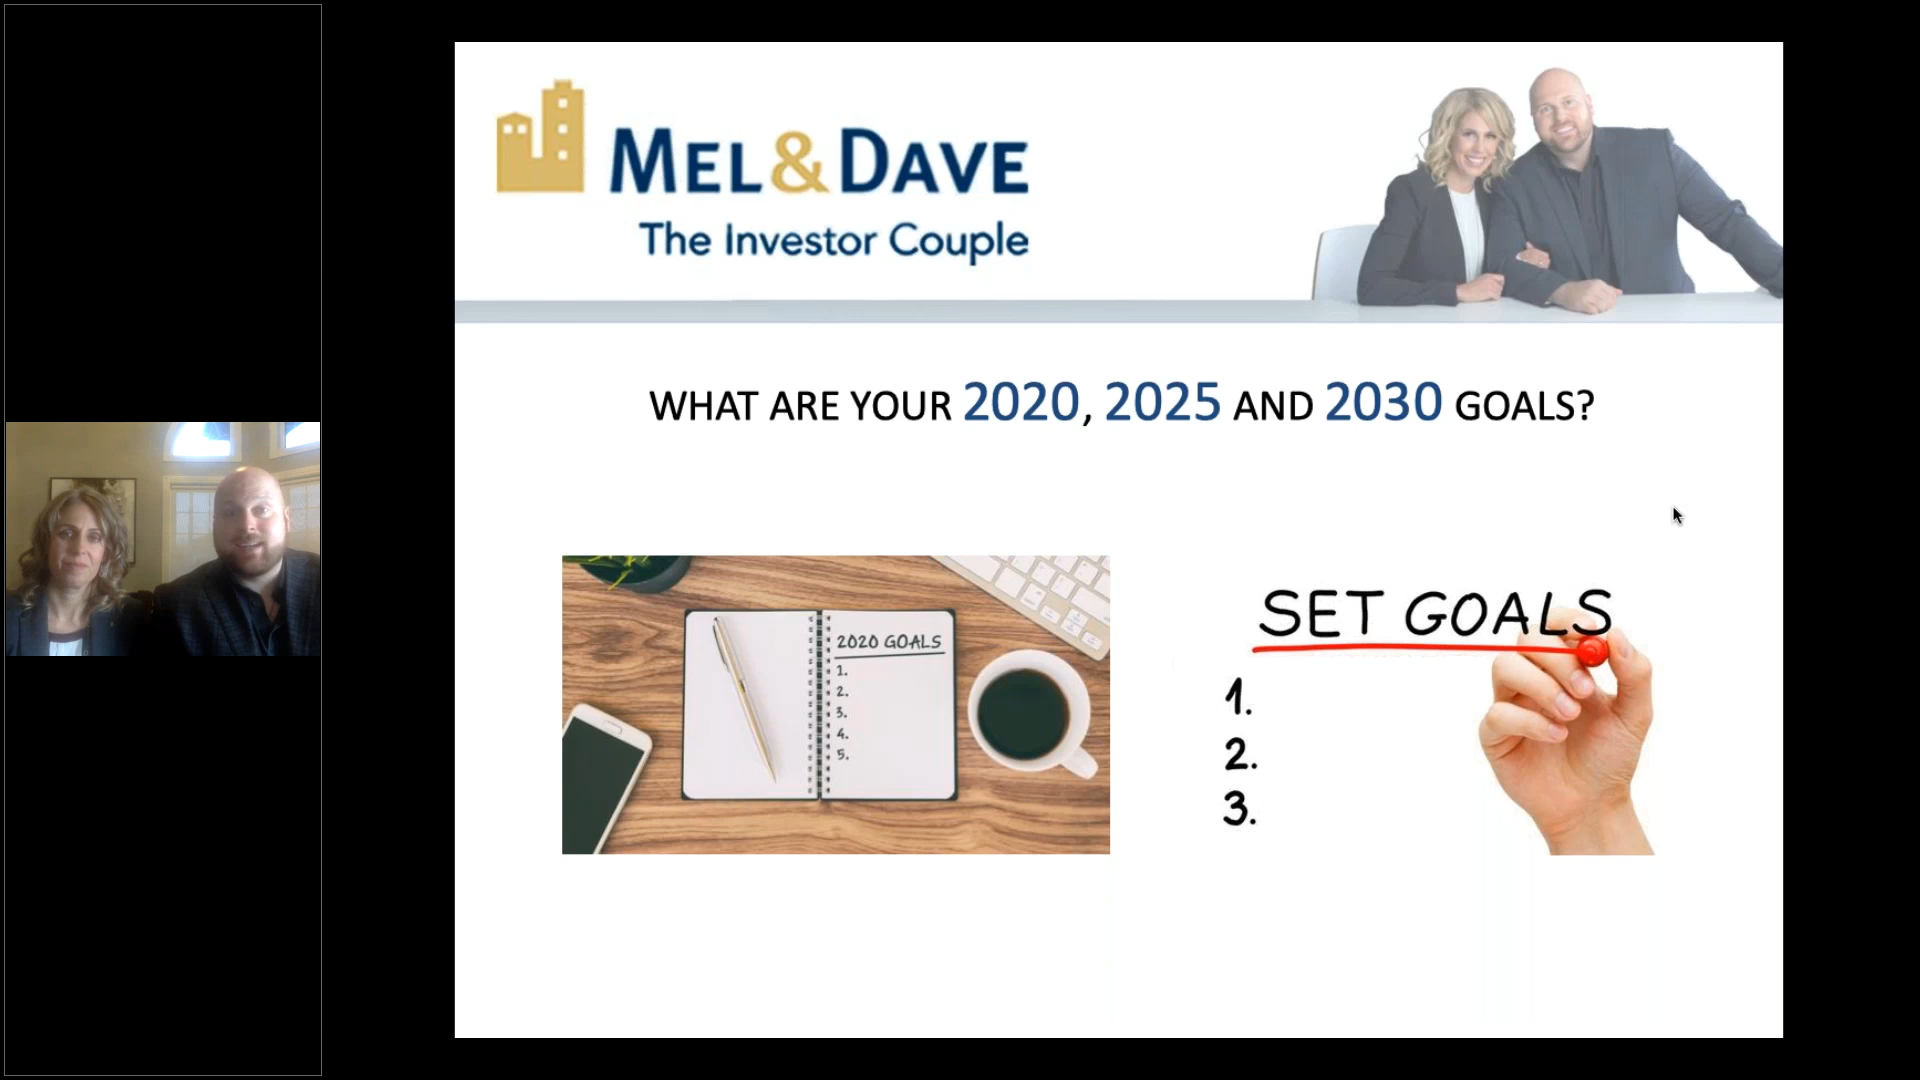 MEL&DAVE
The Investor Couple
WHAT ARE YOUR 2020, 2025 AND 2030 GOALS?
2020 GOALS
1.
2.
3.
4.
5.
SET GOALS
1.
2.
3.